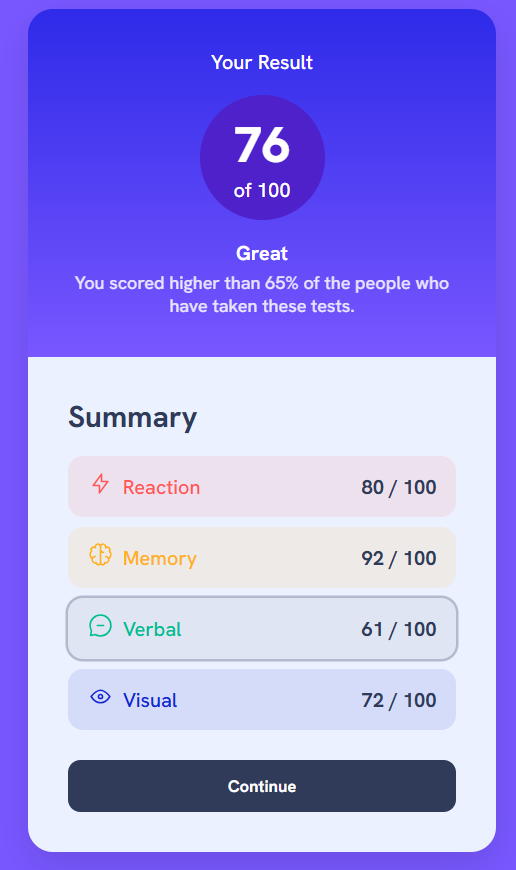 Your Result
76
of 100
Great
You scored higher than 65% of the people who
have taken these tests.
Summary
Reaction 80 / 100
Memory 92 / 100
Verbal 61 / 100
Visual 72 / 100
Continue